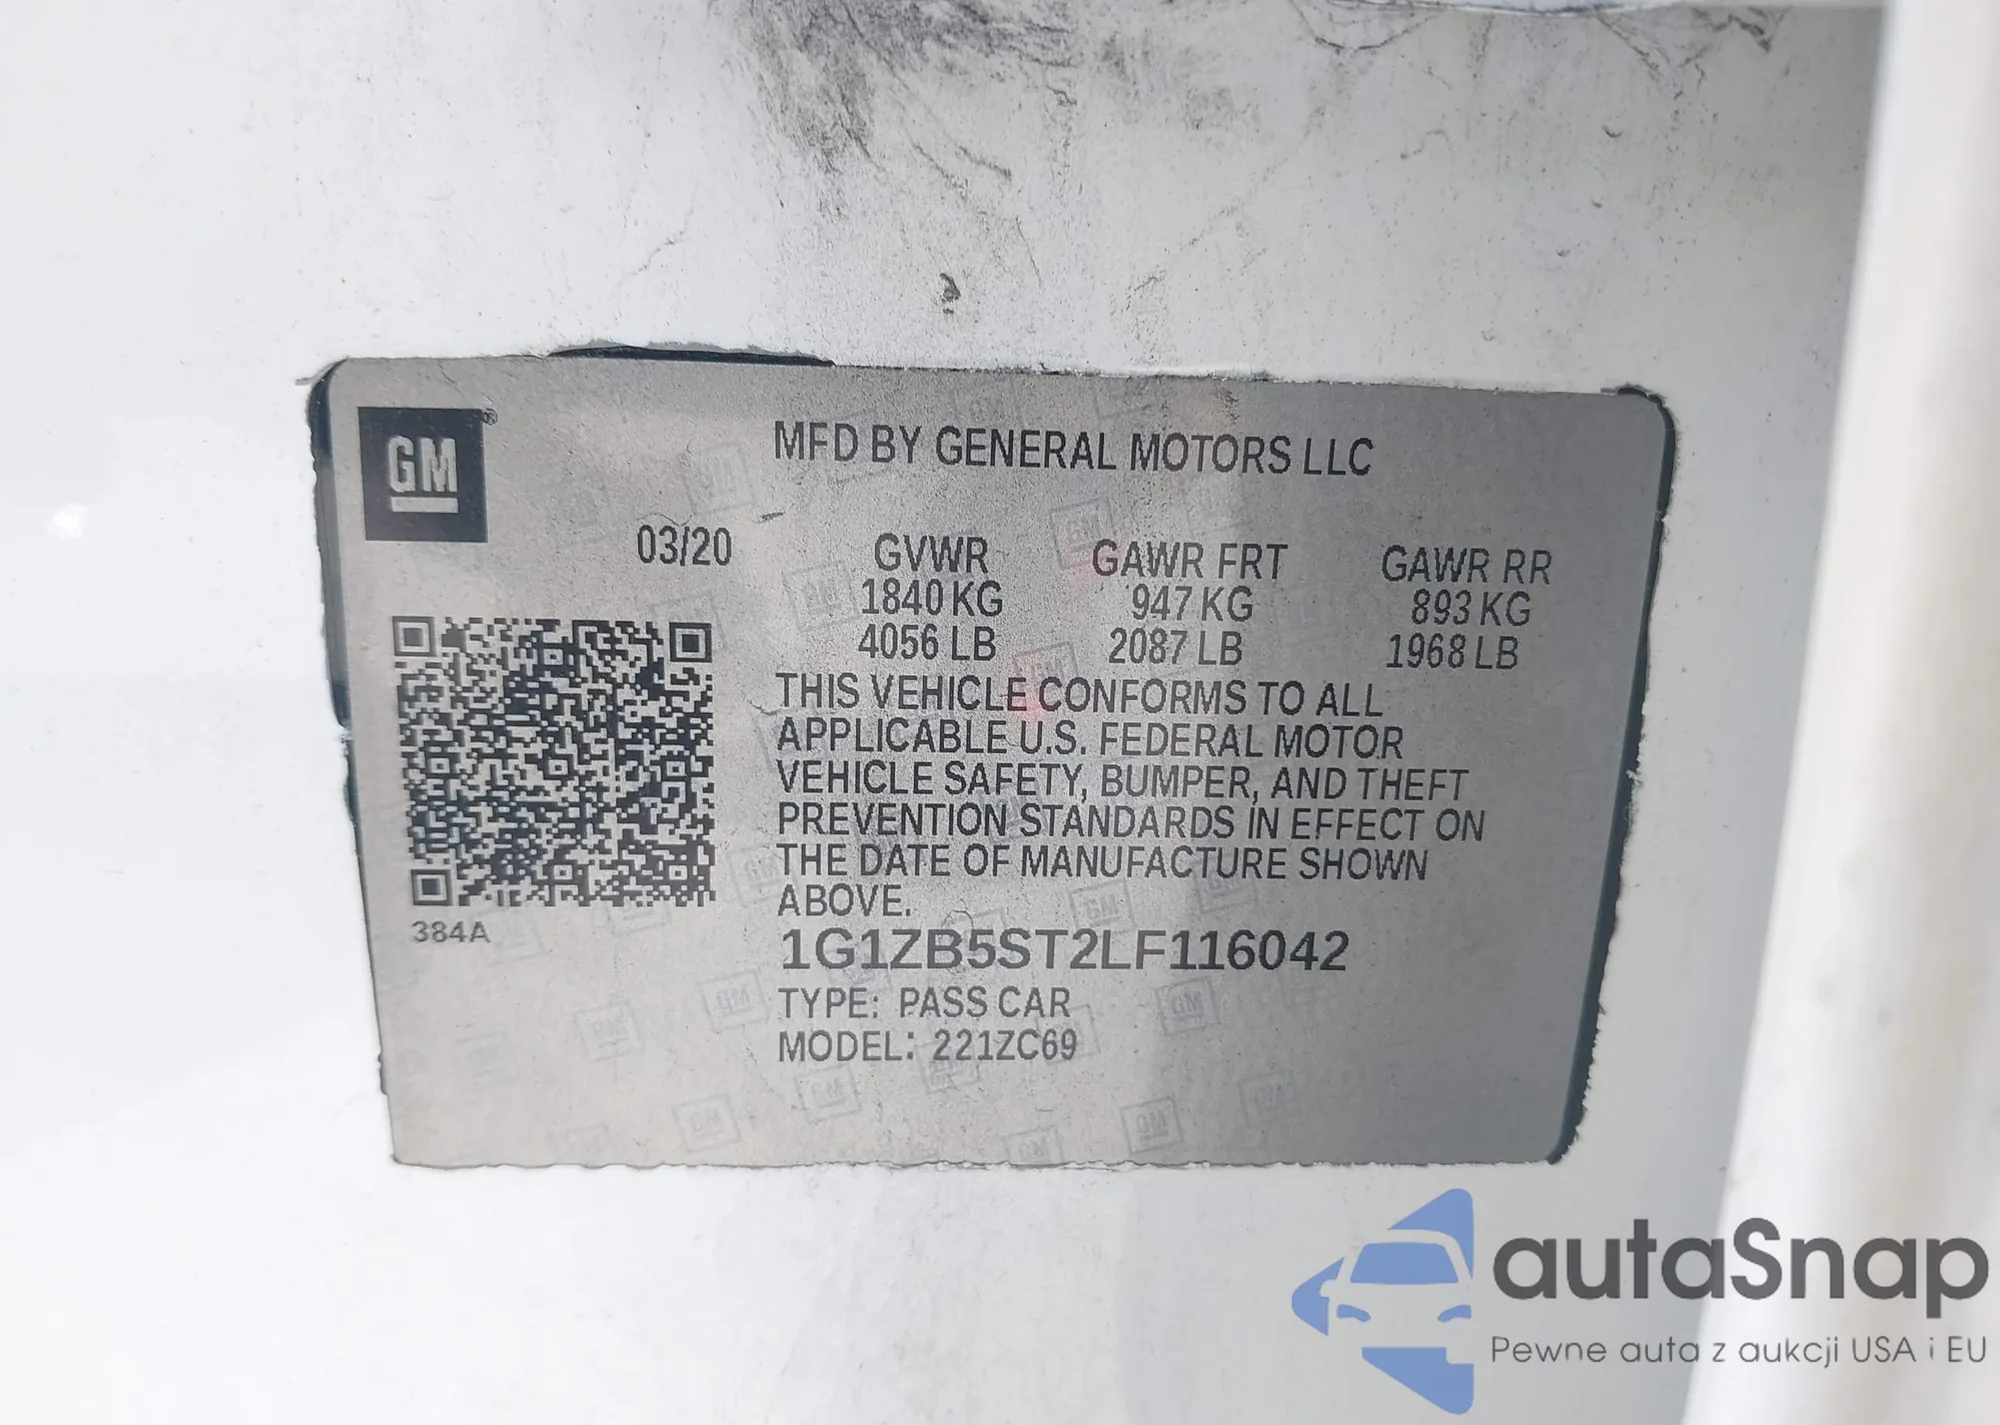 GM
MFD BY GENERAL MOTORS LLC
03/20
GVWR GAWR FRT GAWR RR
1840 KG 947 KG 893 KG
4056 LB 2087 LB 1968 LB
THIS VEHICLE CONFORMS TO ALL
APPLICABLE U.S. FEDERAL MOTOR
VEHICLE SAFETY, BUMPER, AND THEFT
PREVENTION STANDARDS IN EFFECT ON
THE DATE OF MANUFACTURE SHOWN
ABOVE.
384A
1G1ZB5ST2LF116042
TYPE: PASS CAR
MODEL: 221ZC69
autaSnap
Pewne auta z aukcji USA i EU